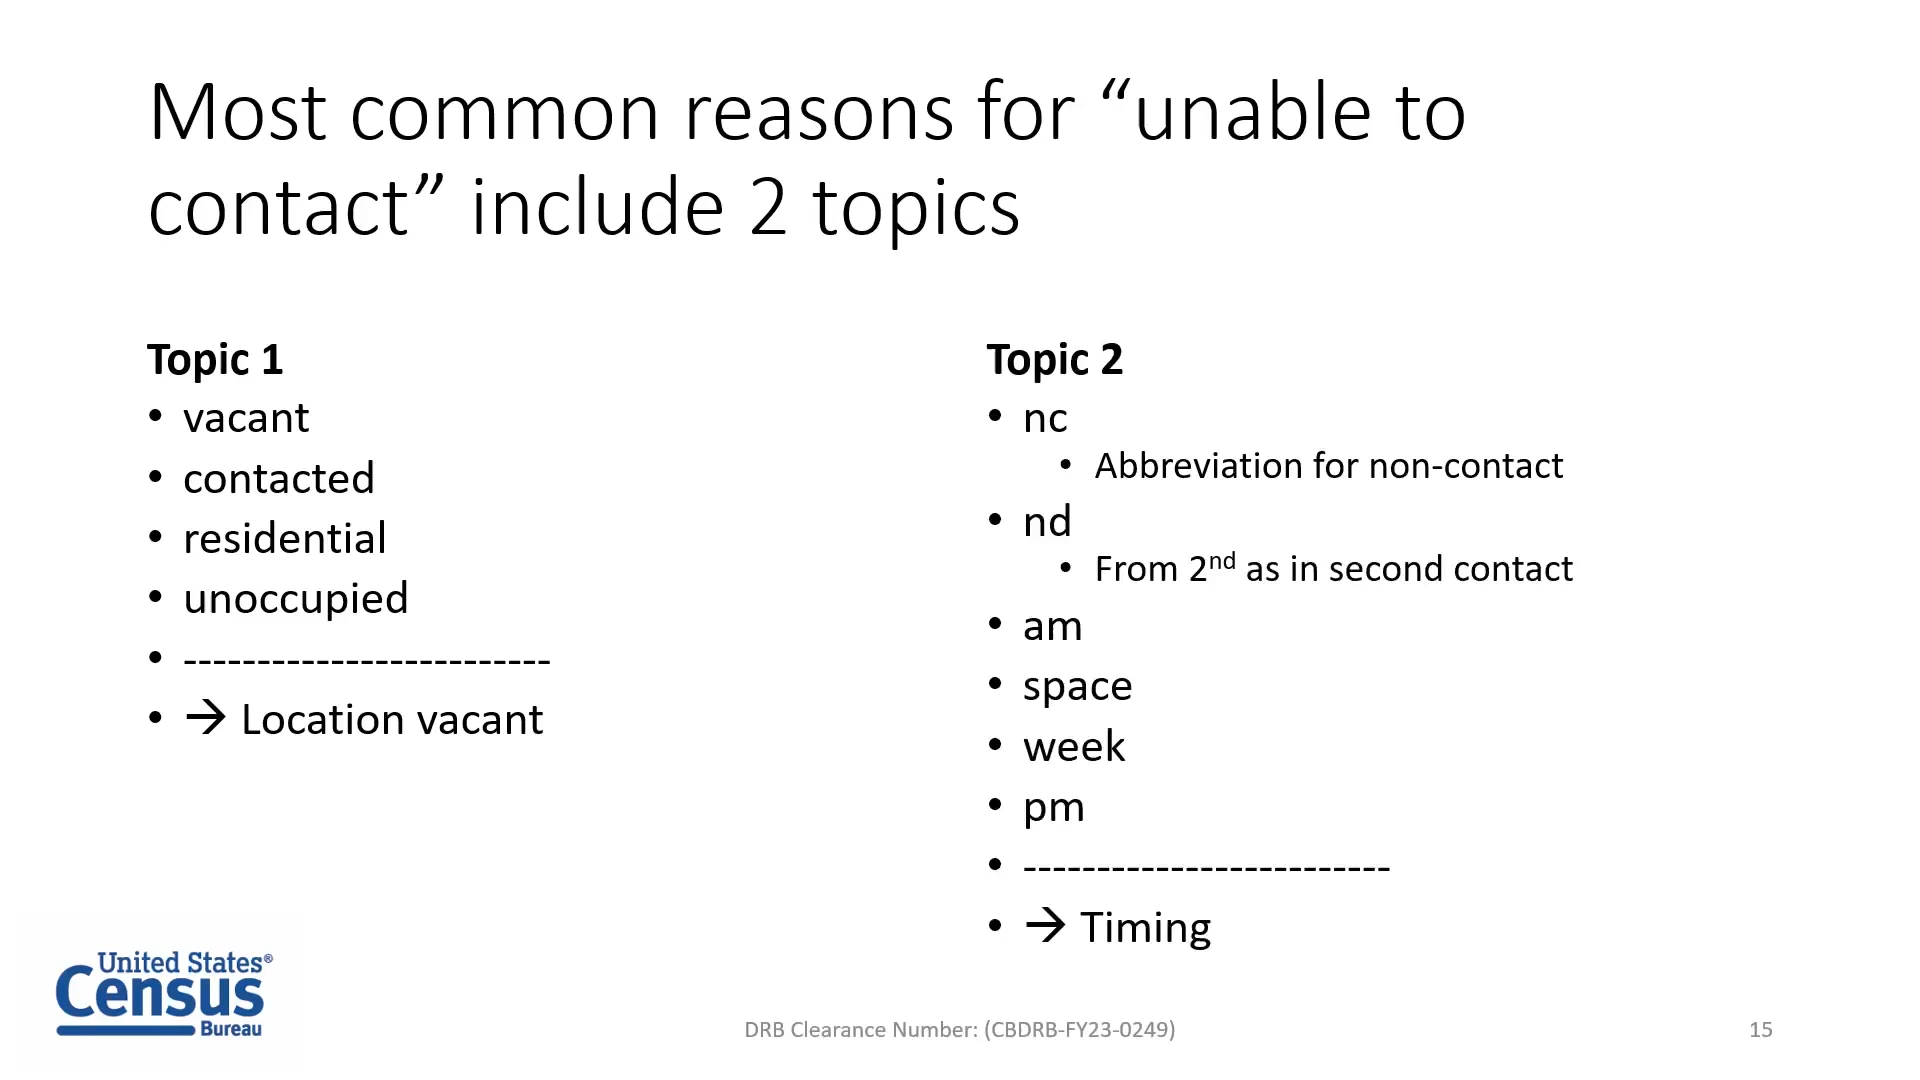 Most common reasons for “unable to
contact” include 2 topics
Topic 1
• vacant
• contacted
• residential
• unoccupied
• -------------------------
• → Location vacant
Topic 2
• nc
• Abbreviation for non-contact
• nd
• From 2nd as in second contact
• am
• space
• week
• pm
• -------------------------
• → Timing
United States®
Census
Bureau
DRB Clearance Number: (CBDRB-FY23-0249)
15